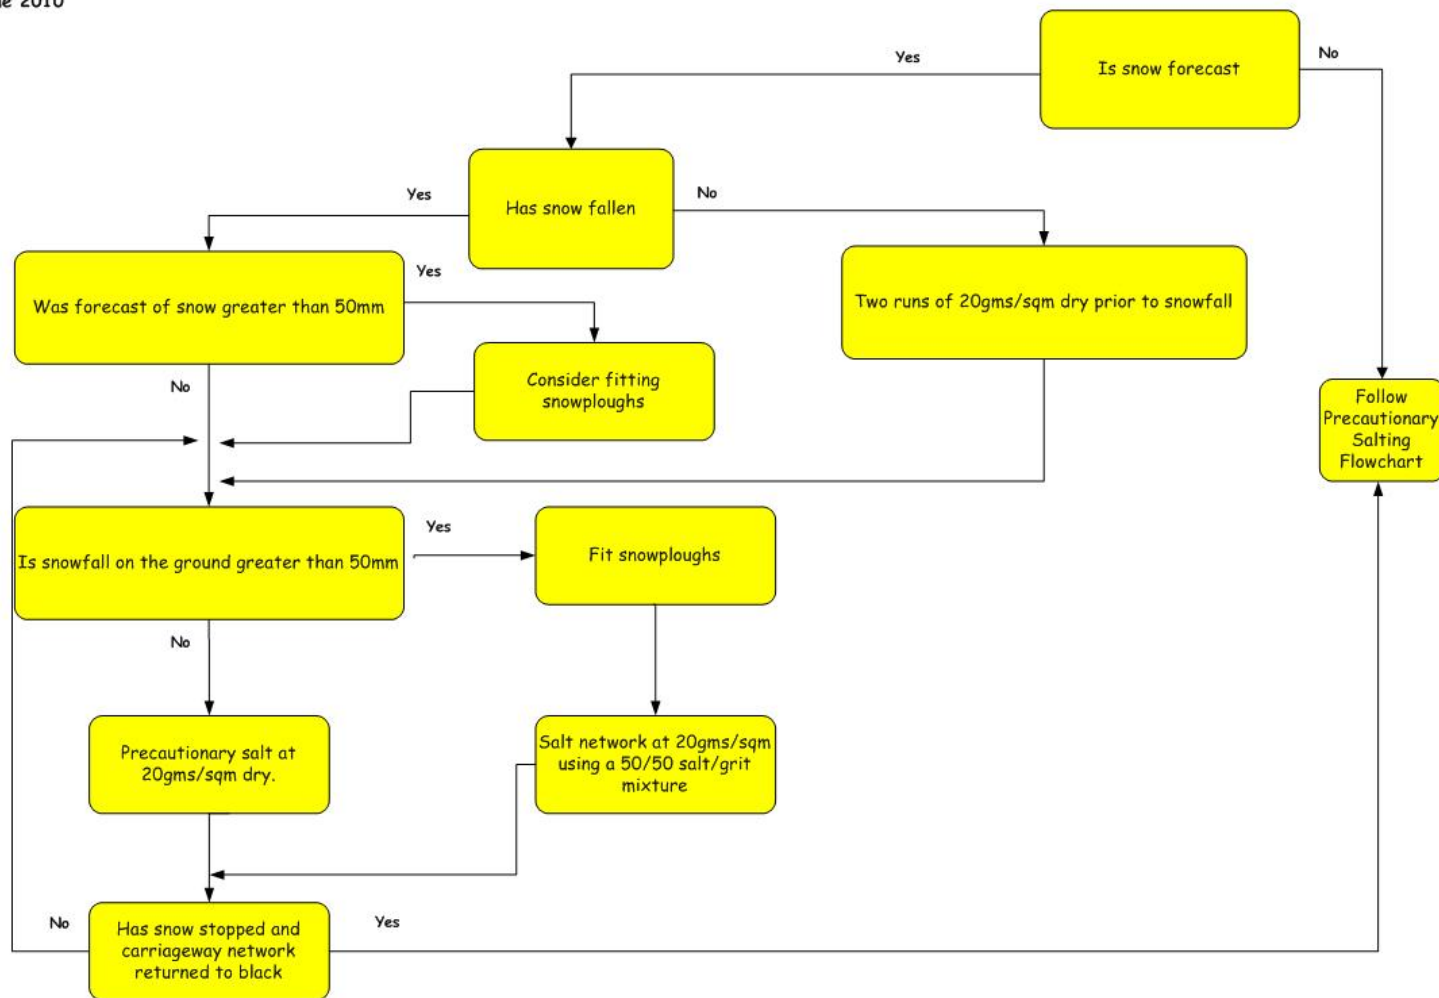 2010
Is snow forecast
Yes
No
Has snow fallen
Yes
No
Was forecast of snow greater than 50mm
Yes
Two runs of 20gms/sqm dry prior to snowfall
No
Consider fitting
snowploughs
Follow
Precautionary
Salting
Flowchart
Is snowfall on the ground greater than 50mm
Yes
Fit snowploughs
No
Precautionary salt at
20gms/sqm dry.
Salt network at 20gms/sqm
using a 50/50 salt/grit
mixture
No
Has snow stopped and
carriageway network
returned to black
Yes